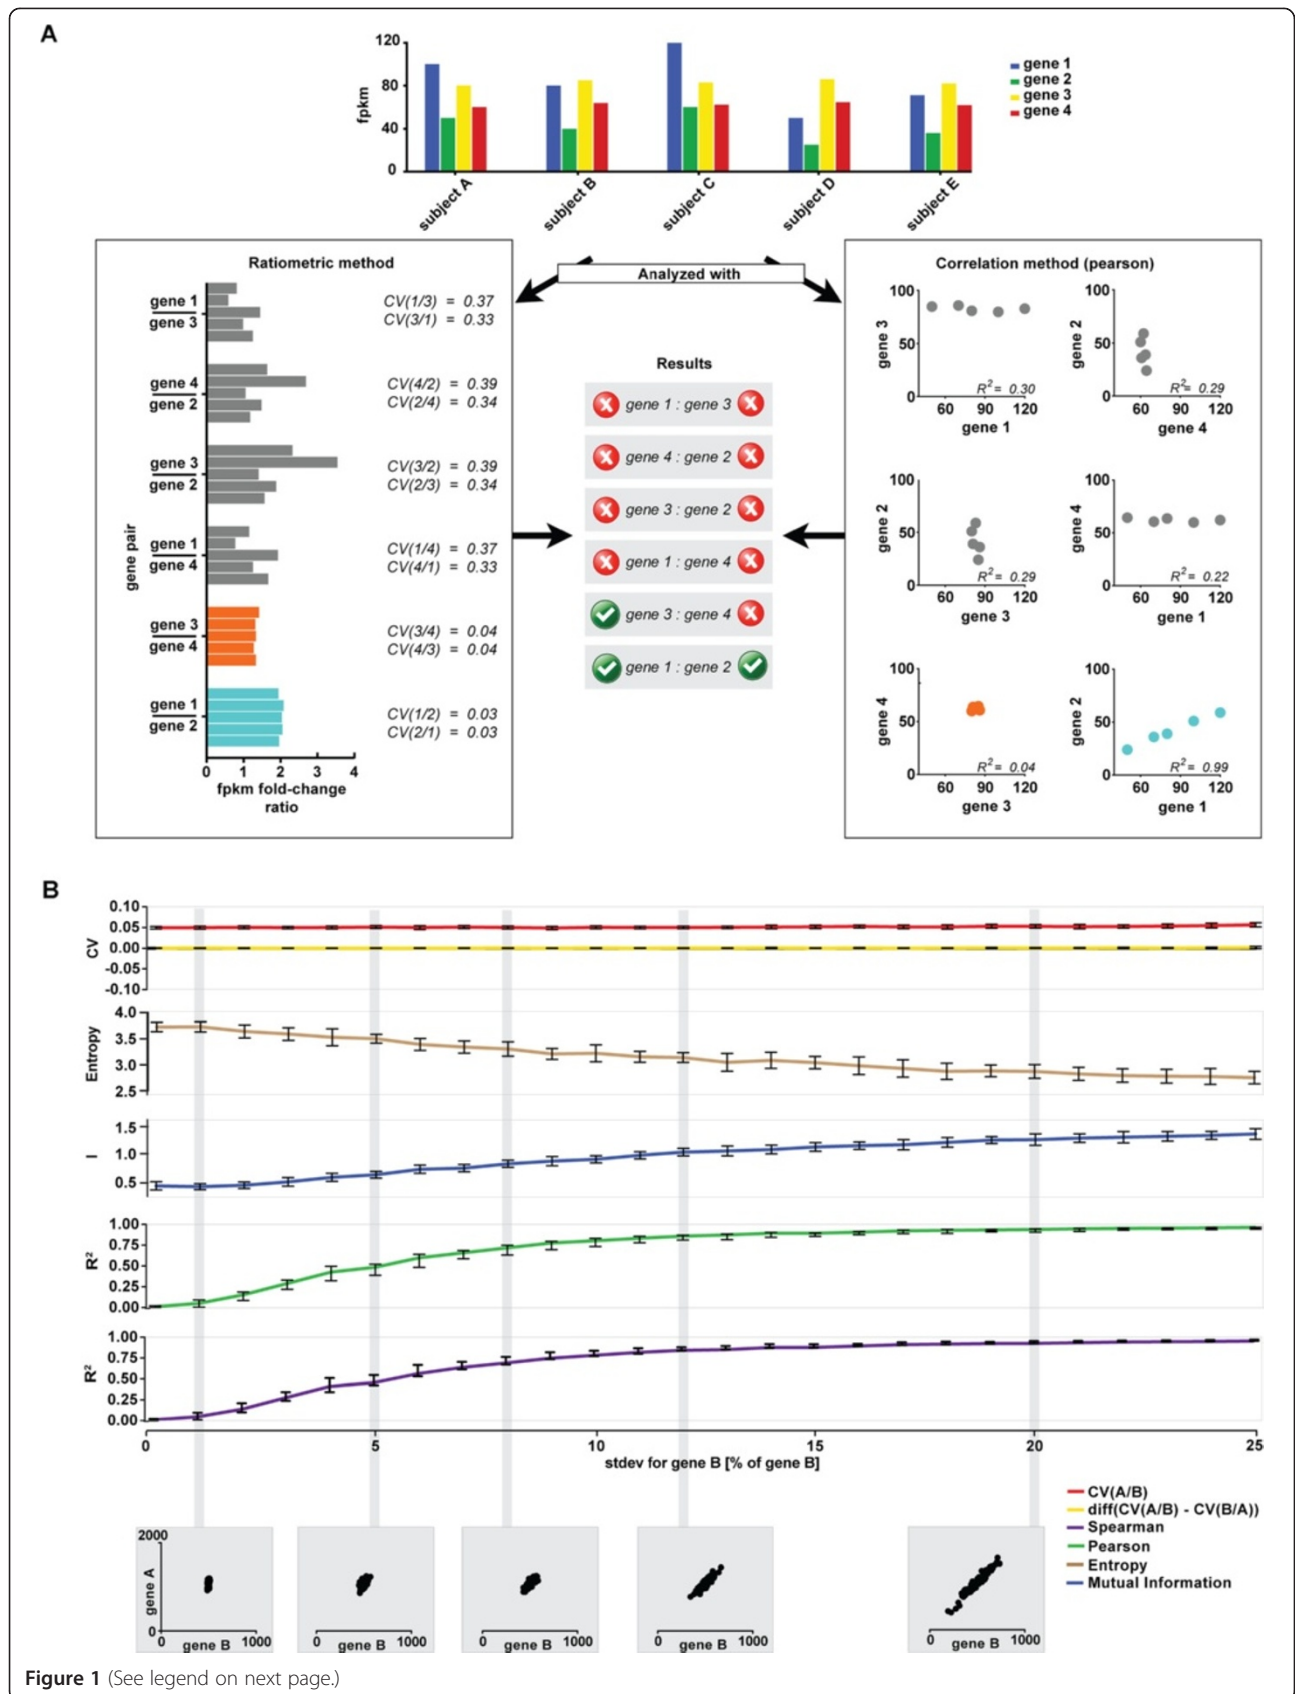 A
120
80
40
0
fpkm
gene 1
gene 2
gene 3
gene 4
subject A
subject B
subject C
subject D
subject E
Analyzed with
Ratiometric method
gene pair
gene 1
gene 3
CV(1/3) = 0.37
CV(3/1) = 0.33
gene 4
gene 2
CV(4/2) = 0.39
CV(2/4) = 0.34
gene 3
gene 2
CV(3/2) = 0.39
CV(2/3) = 0.34
gene 1
gene 4
CV(1/4) = 0.37
CV(4/1) = 0.33
gene 3
gene 4
CV(3/4) = 0.04
CV(4/3) = 0.04
gene 1
gene 2
CV(1/2) = 0.03
CV(2/1) = 0.03
0 1 2 3 4
fpkm fold-change
ratio
Results
gene 1 : gene 3
gene 4 : gene 2
gene 3 : gene 2
gene 1 : gene 4
gene 3 : gene 4
gene 1 : gene 2
Correlation method (pearson)
100
50
0
gene 3
R²= 0.30
60 90 120
gene 1
100
50
0
gene 2
R²= 0.29
60 90 120
gene 4
100
50
0
gene 2
R²= 0.29
60 90 120
gene 3
100
50
0
gene 4
R²= 0.22
60 90 120
gene 1
100
50
0
gene 4
R²= 0.04
60 90 120
gene 3
100
50
0
gene 2
R²= 0.99
60 90 120
gene 1
B
0.10
0.05
0.00
-0.05
-0.10
CV
4.0
3.5
3.0
2.5
Entropy
1.5
1.0
0.5
I
1.00
0.75
0.50
0.25
0.00
R²
1.00
0.75
0.50
0.25
0.00
R²
0 5 10 15 20 25
stdev for gene B [% of gene B]
CV(A/B)
diff(CV(A/B) - CV(B/A))
Spearman
Pearson
Entropy
Mutual Information
2000
gene A
0
0 gene B 1000
0 gene B 1000
0 gene B 1000
0 gene B 1000
0 gene B 1000
Figure 1 (See legend on next page.)